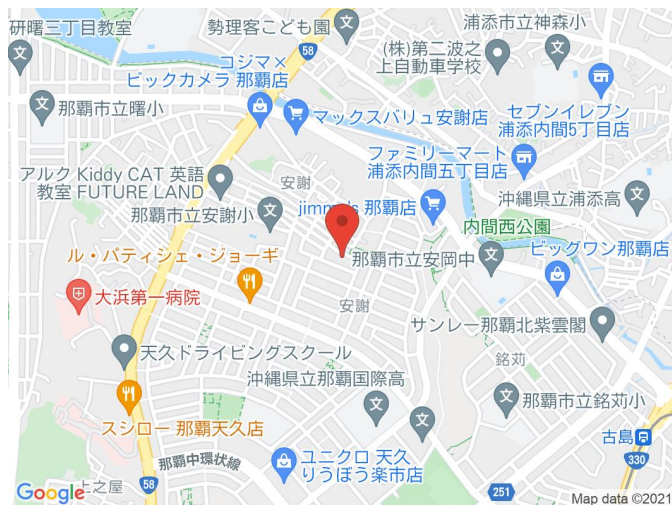 研曙三丁目教室
勢理客こども園
文
浦添市立神森小
文
58
(株)第二波之
上自動車学校
コジマ×
ビックカメラ 那覇店
文
那覇市立曙小
マックスバリュ安謝店
セブンイレブン
浦添内間5丁目店
ファミリーマート
浦添内間五丁目店
アルク Kiddy CAT 英語
教室 FUTURE LAND
安謝
沖縄県立浦添高
文
那覇市立安謝小
文
jimmy's 那覇店
内間西公園
ル・パティシェ・ジョーギ
那覇市立安岡中
文
ビッグワン那覇店
大浜第一病院
安謝
サンレー那覇北紫雲閣
天久ドライビングスクール
銘苅
沖縄県立那覇国際高
文
文
文
那覇市立銘苅小
スシロー 那覇天久店
古島
那覇中環状線
ユニクロ 天久
りうぼう楽市店
330
251
上之屋
58
Google
Map data ©2021